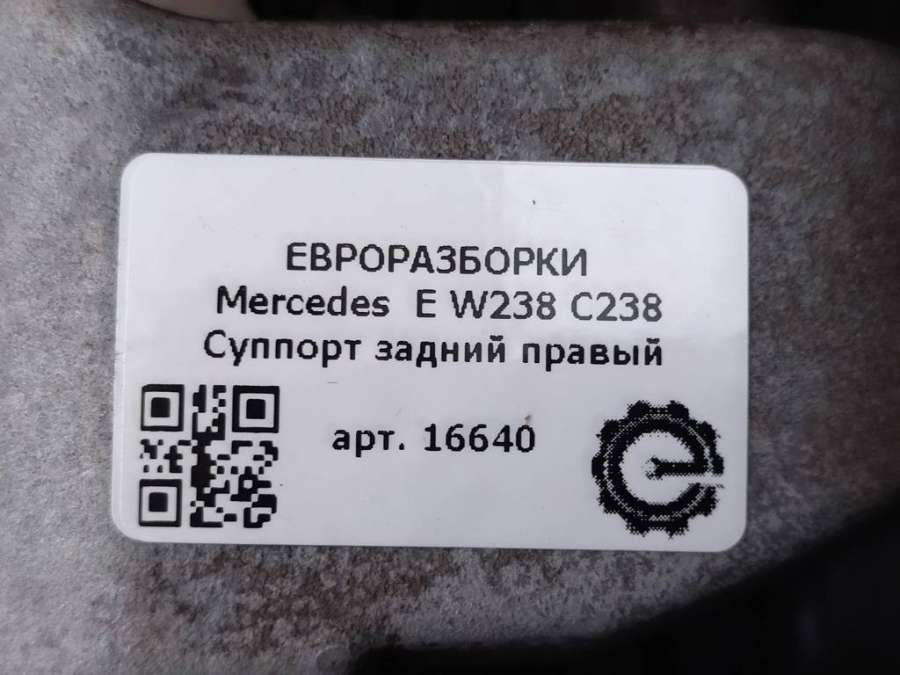 ЕВРОРАЗБОРКИ
Mercedes E W238 C238
Суппорт задний правый
арт. 16640